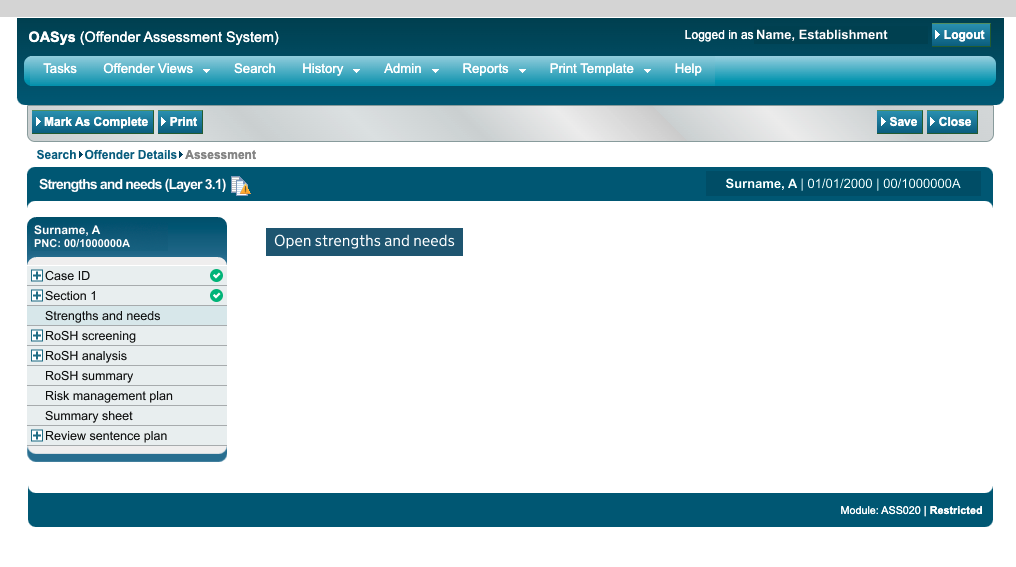 OASys (Offender Assessment System)
Logged in as Name, Establishment
Logout
Tasks Offender Views Search History Admin Reports Print Template Help
Mark As Complete Print
Save Close
Search Offender Details Assessment
Strengths and needs (Layer 3.1)
Surname, A | 01/01/2000 | 00/1000000A
Surname, A
PNC: 00/1000000A
Open strengths and needs
Case ID
Section 1
Strengths and needs
RoSH screening
RoSH analysis
RoSH summary
Risk management plan
Summary sheet
Review sentence plan
Module: ASS020 | Restricted